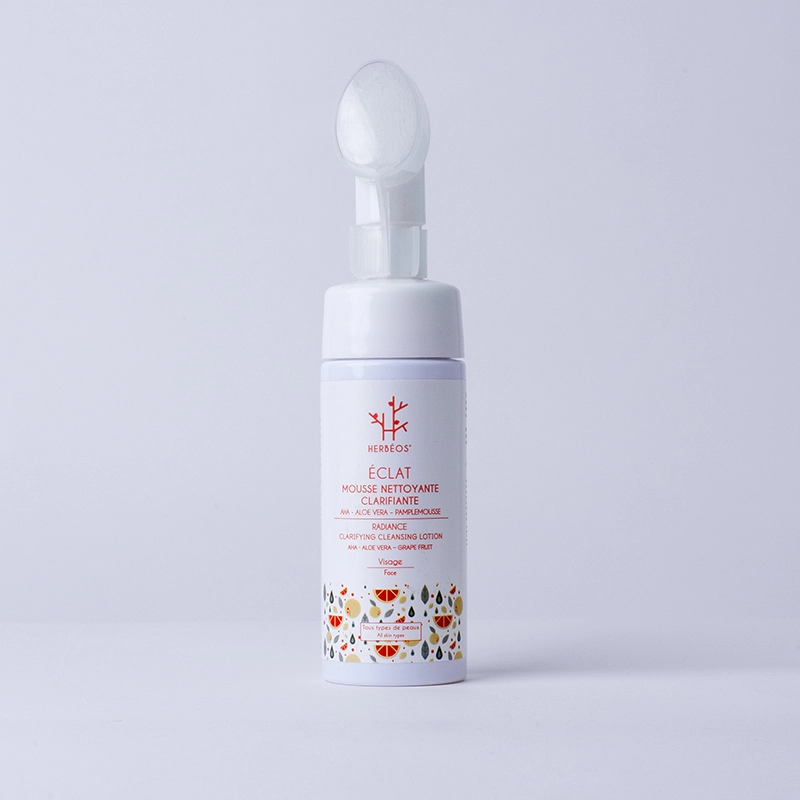 HERBÉOS®
ÉCLAT
MOUSSE NETTOYANTE
CLARIFIANTE
AHA - ALOE VERA – PAMPLEMOUSSE
RADIANCE
CLARIFYING CLEANSING LOTION
AHA - ALOE VERA – GRAPE FRUIT
Visage
Face
Tous types de peaux
All skin types